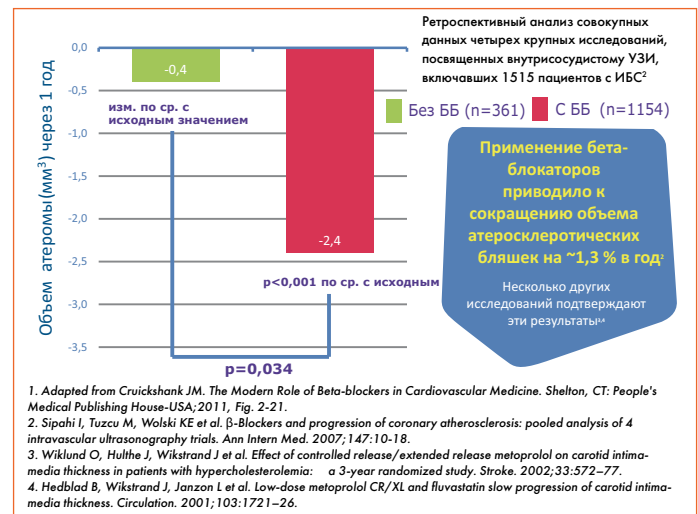 Ретроспективный анализ совокупных
данных четырех крупных исследований,
посвященных внутрисосудистому УЗИ,
включавших 1515 пациентов с ИБС²
Без ББ (n=361) С ББ (n=1154)
Объем атеромы(мм³) через 1 год
0,0
-0,5
-1,0
-1,5
-2,0
-2,5
-3,0
-3,5
-0,4
изм. по ср. с
исходным значением
-2,4
p<0,001 по ср. с исходным
p=0,034
Применение бета-
блокаторов
приводило к
сокращению объема
атеросклеротических
бляшек на ~1,3 % в год²
Несколько других
исследований подтверждают
эти результаты³,⁴
1. Adapted from Cruickshank JM. The Modern Role of Beta-blockers in Cardiovascular Medicine. Shelton, CT: People's
Medical Publishing House-USA;2011, Fig. 2-21.
2. Sipahi I, Tuzcu M, Wolski KE et al. β-Blockers and progression of coronary atherosclerosis: pooled analysis of 4
intravascular ultrasonography trials. Ann Intern Med. 2007;147:10-18.
3. Wiklund O, Hulthe J, Wikstrand J et al. Effect of controlled release/extended release metoprolol on carotid intima-
media thickness in patients with hypercholesterolemia: a 3-year randomized study. Stroke. 2002;33:572–77.
4. Hedblad B, Wikstrand J, Janzon L et al. Low-dose metoprolol CR/XL and fluvastatin slow progression of carotid intima-
media thickness. Circulation. 2001;103:1721–26.